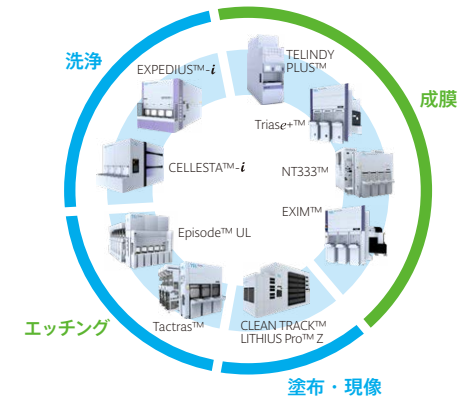 洗浄
EXPEDIUS™-i
TELINDY
PLUS™
成膜
Triase+™
NT333™
EXIM™
CELLESTA™-i
Episode™ UL
エッチング
Tactras™
CLEAN TRACK™
LITHIUS Pro™ Z
塗布・現像